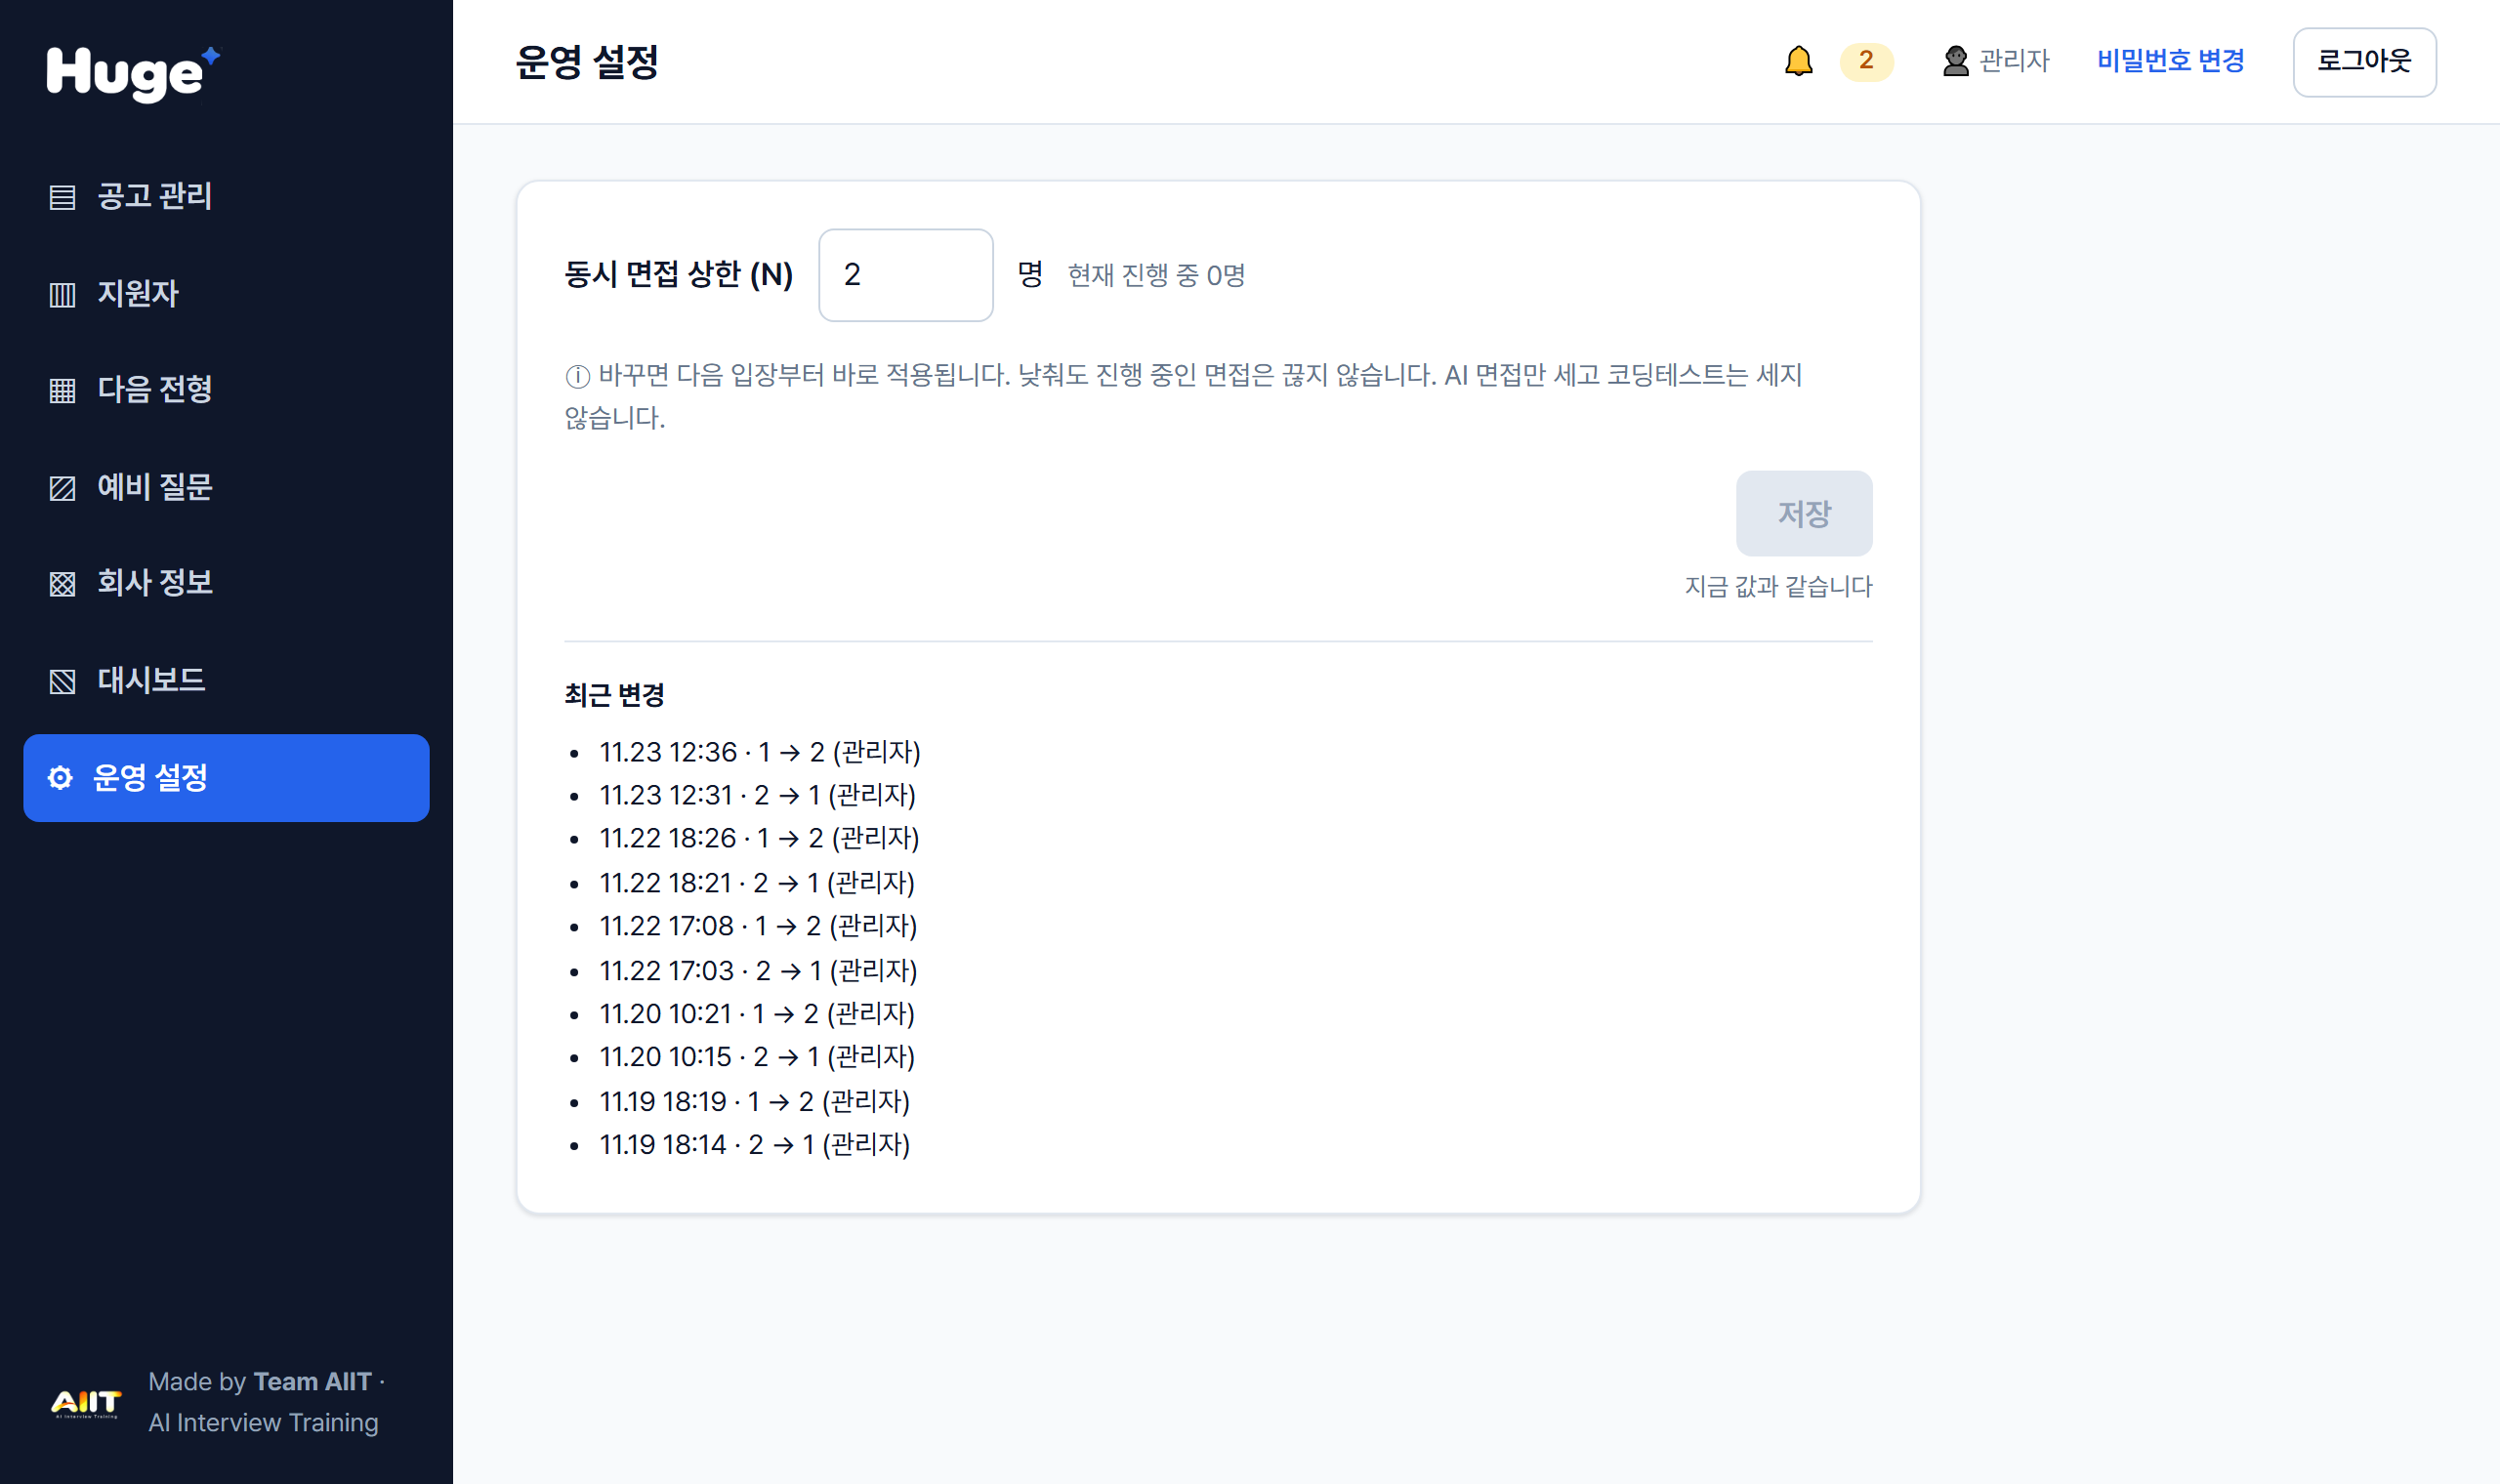 Huge
공고 관리
지원자
다음 전형
예비 질문
회사 정보
대시보드
운영 설정
AIIT
AI Interview Training
Made by Team AIIT ·
AI Interview Training
운영 설정
2
관리자
비밀번호 변경
로그아웃
동시 면접 상한 (N) 2 명 현재 진행 중 0명
ⓘ 바꾸면 다음 입장부터 바로 적용됩니다. 낮춰도 진행 중인 면접은 끊지 않습니다. AI 면접만 세고 코딩테스트는 세지
않습니다.
저장
지금 값과 같습니다
최근 변경
• 11.23 12:36 · 1 → 2 (관리자)
• 11.23 12:31 · 2 → 1 (관리자)
• 11.22 18:26 · 1 → 2 (관리자)
• 11.22 18:21 · 2 → 1 (관리자)
• 11.22 17:08 · 1 → 2 (관리자)
• 11.22 17:03 · 2 → 1 (관리자)
• 11.20 10:21 · 1 → 2 (관리자)
• 11.20 10:15 · 2 → 1 (관리자)
• 11.19 18:19 · 1 → 2 (관리자)
• 11.19 18:14 · 2 → 1 (관리자)